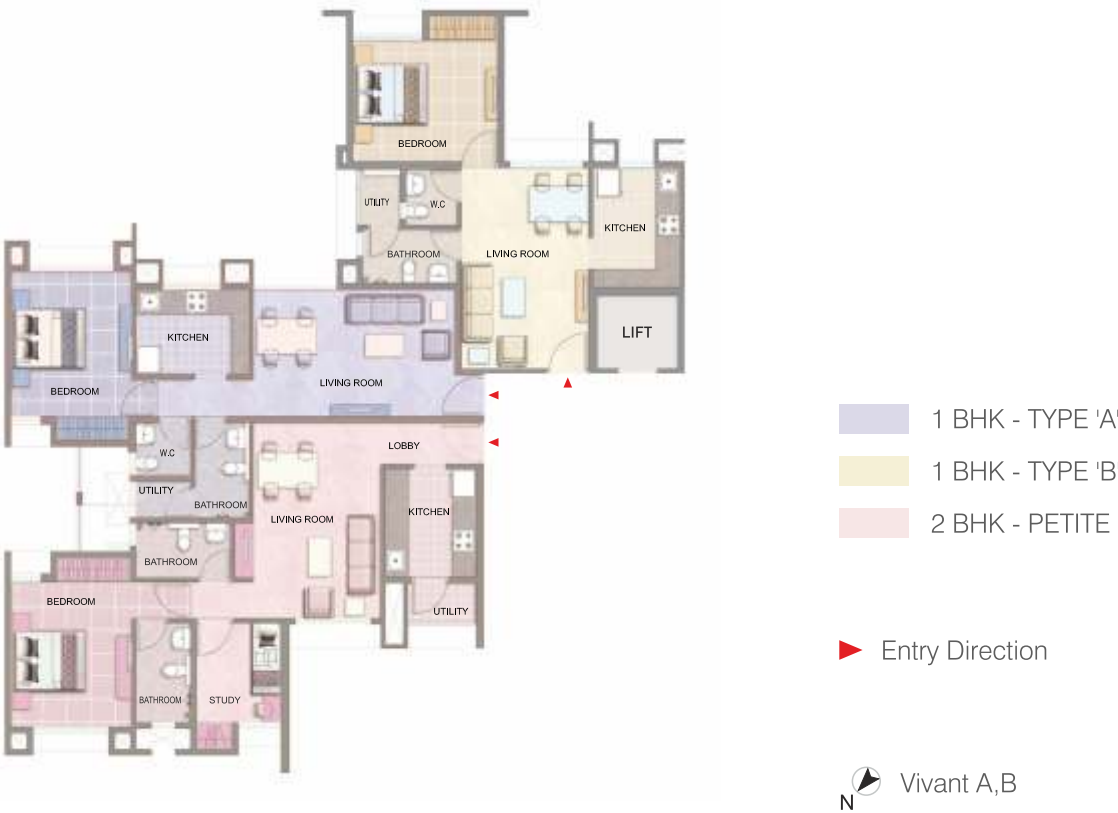 BEDROOM
UTILITY
W.C
BATHROOM
LIVING ROOM
KITCHEN
LIFT
KITCHEN
BEDROOM
LIVING ROOM
W.C
UTILITY
BATHROOM
LOBBY
LIVING ROOM
KITCHEN
BATHROOM
BEDROOM
UTILITY
BATHROOM
STUDY
1 BHK - TYPE 'A'
1 BHK - TYPE 'B
2 BHK - PETITE
Entry Direction
N
Vivant A,B